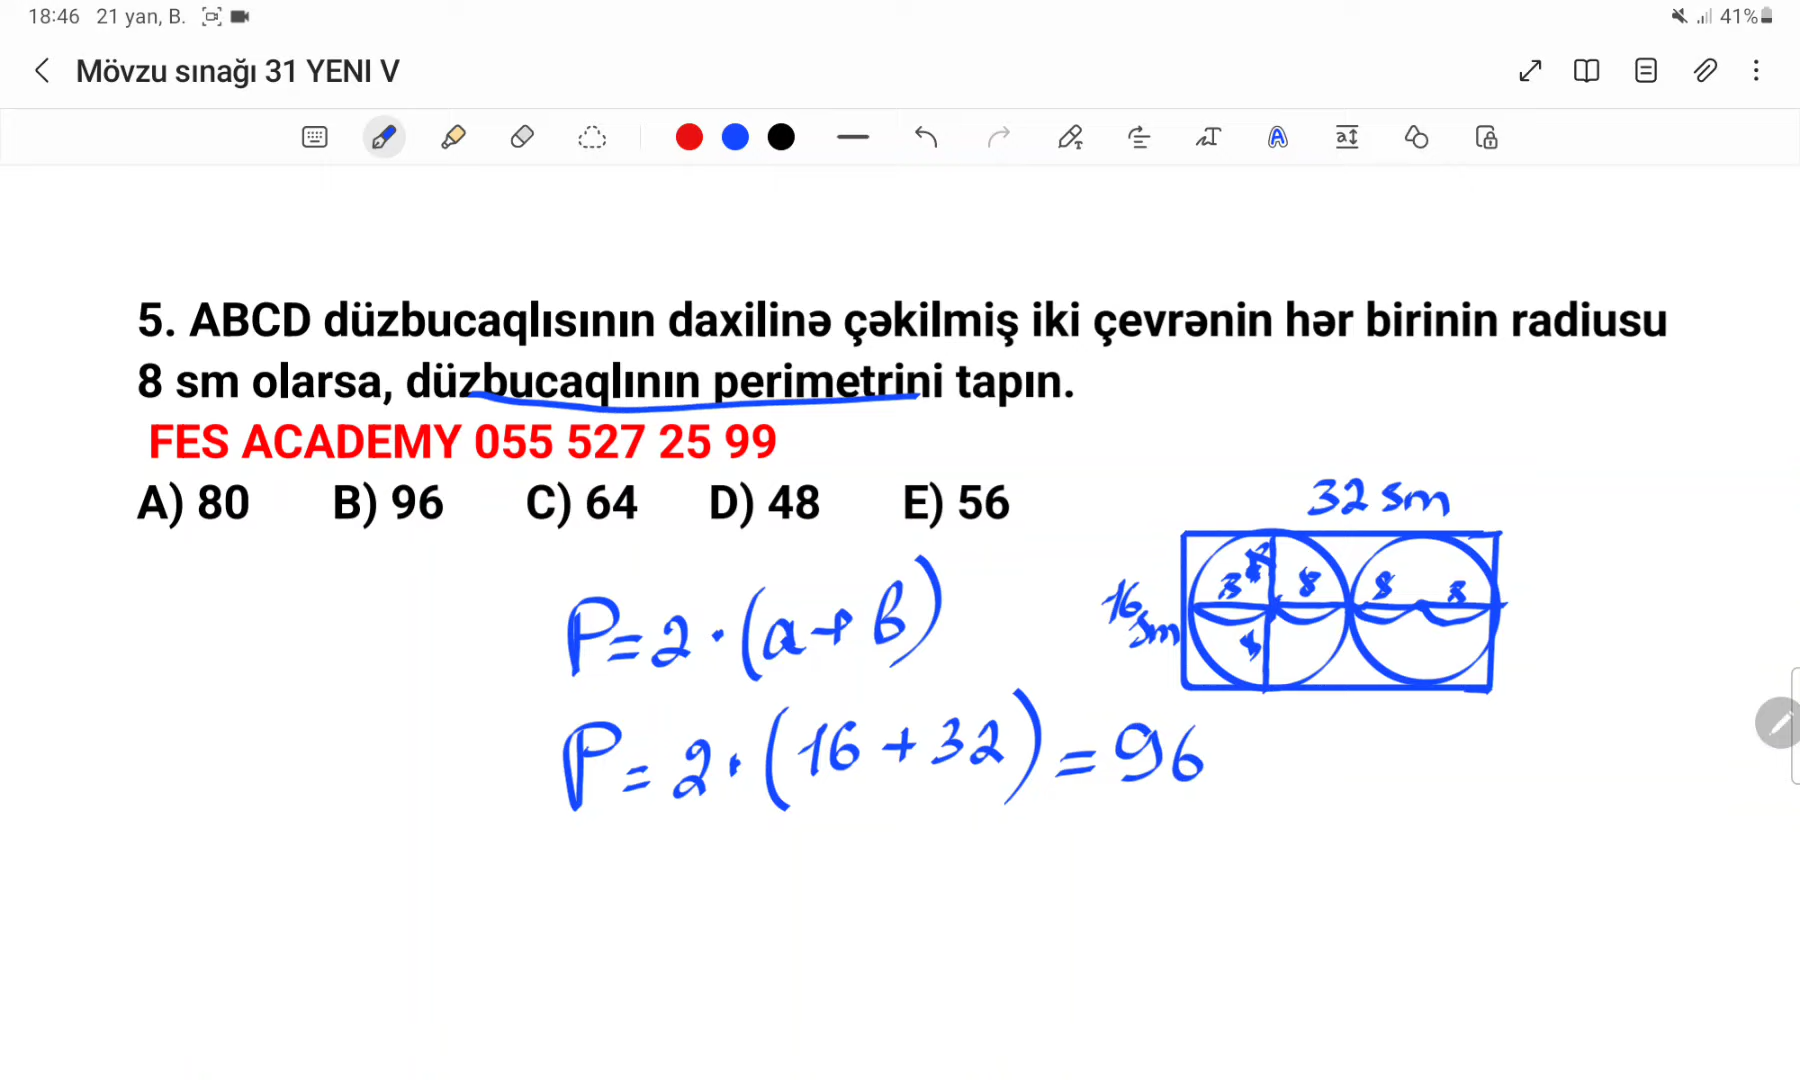 18:46 21 yan, B. 41%
Mövzu sınağı 31 YENI V
5. ABCD düzbucaqlısının daxilinə çəkilmiş iki çevrənin hər birinin radiusu
8 sm olarsa, düzbucaqlının perimetrini tapın.
FES ACADEMY 055 527 25 99
A) 80 B) 96 C) 64 D) 48 E) 56
32 sm
16 sm
8 8 8 8 8 8
P=2·(a+b)
P=2·(16+32)=96